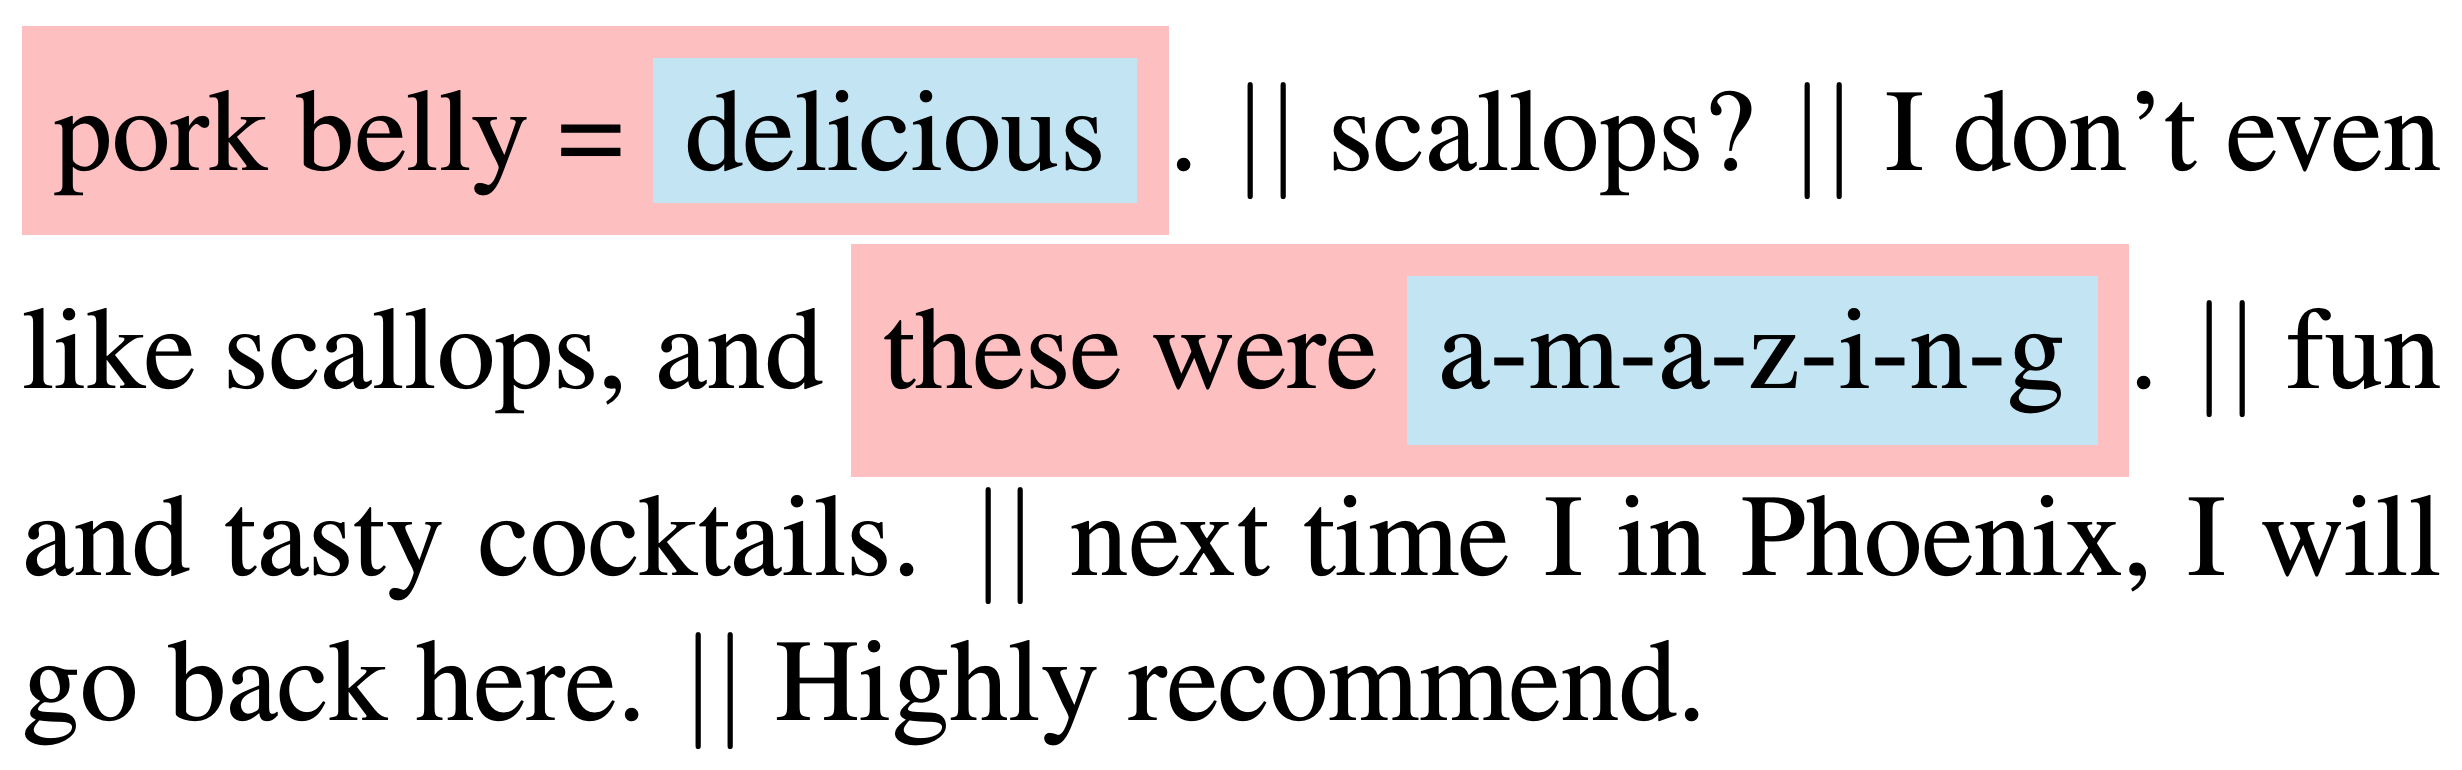 pork belly = delicious . || scallops? || I don’t even
like scallops, and these were a-m-a-z-i-n-g . || fun
and tasty cocktails. || next time I in Phoenix, I will
go back here. || Highly recommend.